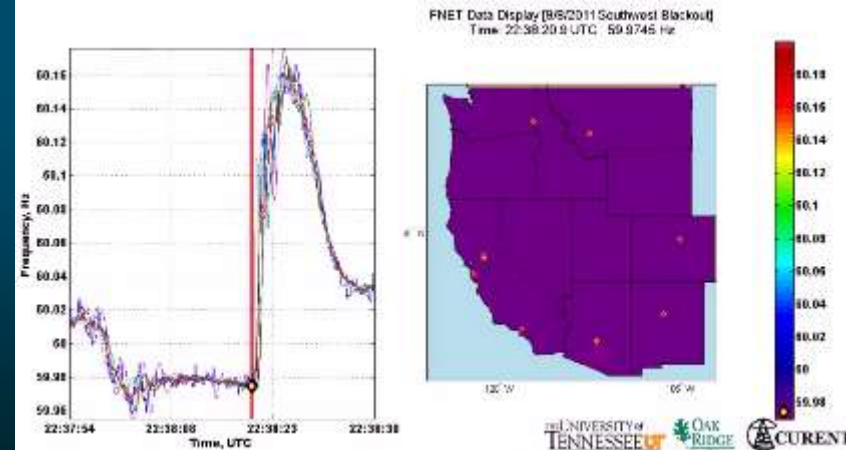 FNET Data Display [9/8/2011 Southwest Blackout]
Time: 22:38:20.9 UTC 59.9745 Hz
Frequency, Hz
60.16
60.14
60.12
60.1
60.08
60.06
60.04
60.02
60
59.98
59.96
22:37:54 22:38:08 22:38:23 22:38:38
Time, UTC
120° W 105° W
60.18
60.16
60.14
60.12
60.1
60.08
60.06
60.04
60.02
60
59.98
THE UNIVERSITY of
TENNESSEE UT
OAK
RIDGE
CURENT